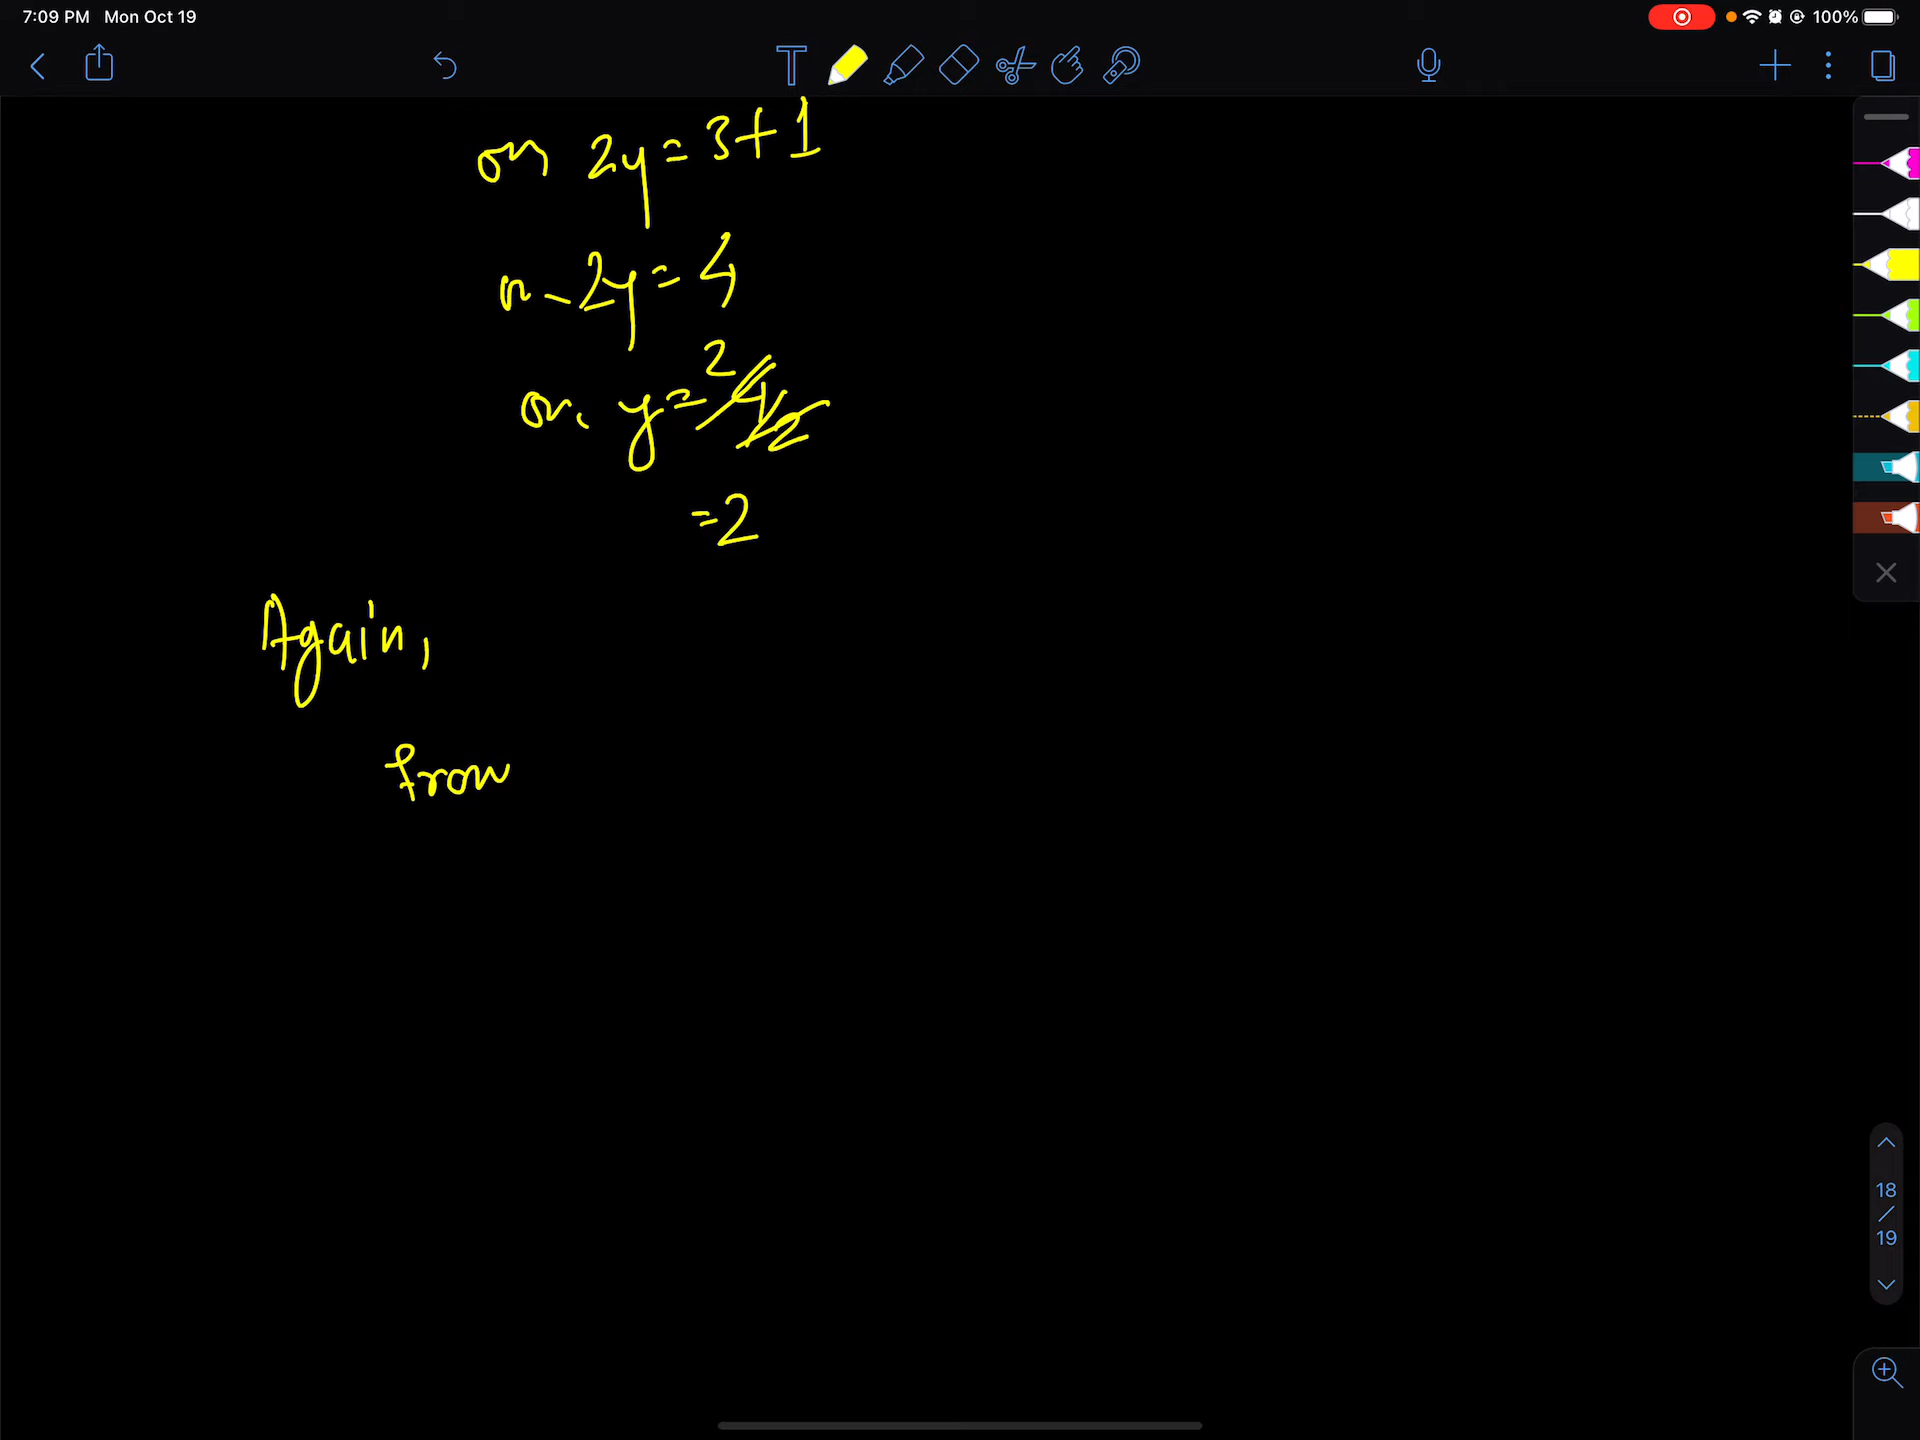 7:09 PM Mon Oct 19
100%
T
or 2y = 3+1
or 2y = 4
or, y = 2 4/2
= 2
Again,
from
18
/
19